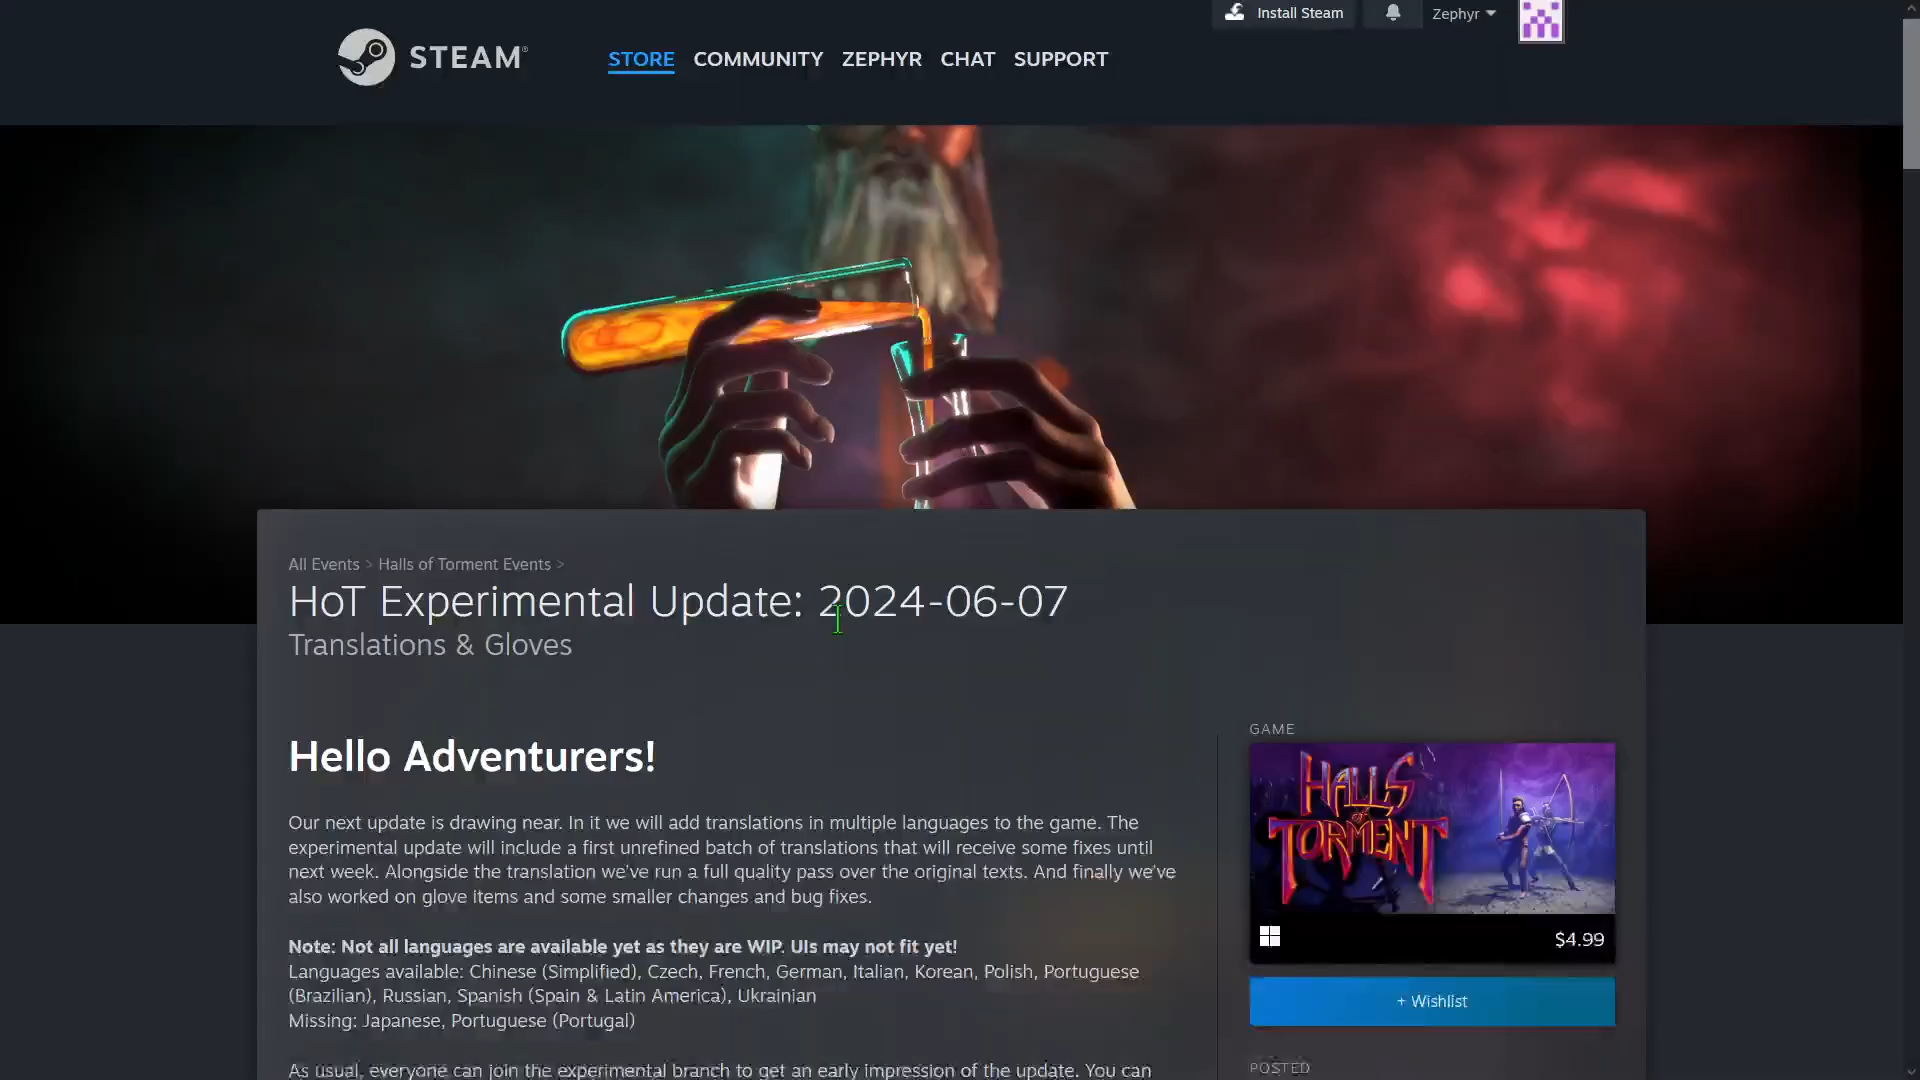 Install Steam
Zephyr
STEAM®
STORE COMMUNITY ZEPHYR CHAT SUPPORT
All Events > Halls of Torment Events >
HoT Experimental Update: 2024-06-07
Translations & Gloves
Hello Adventurers!
Our next update is drawing near. In it we will add translations in multiple languages to the game. The
experimental update will include a first unrefined batch of translations that will receive some fixes until
next week. Alongside the translation we've run a full quality pass over the original texts. And finally we've
also worked on glove items and some smaller changes and bug fixes.
Note: Not all languages are available yet as they are WIP. UIs may not fit yet!
Languages available: Chinese (Simplified), Czech, French, German, Italian, Korean, Polish, Portuguese
(Brazilian), Russian, Spanish (Spain & Latin America), Ukrainian
Missing: Japanese, Portuguese (Portugal)
As usual, everyone can join the experimental branch to get an early impression of the update. You can
GAME
HALLS
of
TORMENT
$4.99
+ Wishlist
POSTED